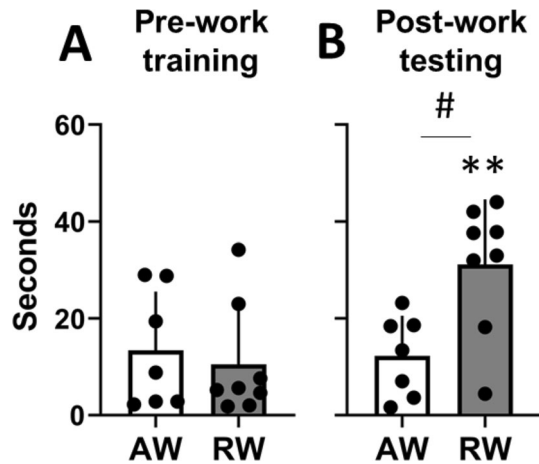 A
Pre-work
training
B
Post-work
testing
#
**
Seconds
60
40
20
0
AW
RW
AW
RW